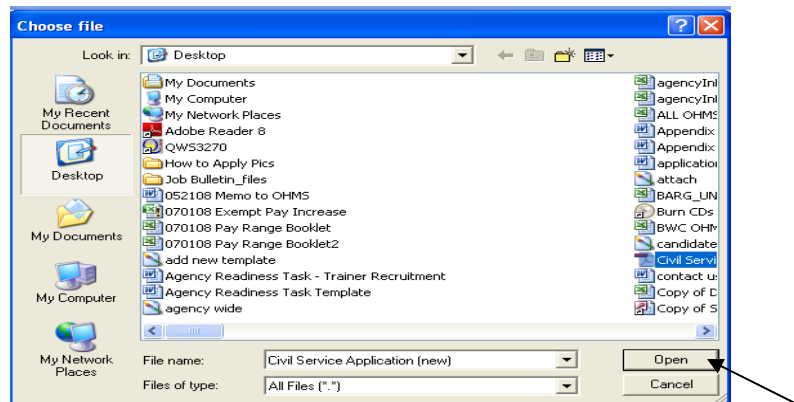 Choose file
Look in: Desktop
My Recent
Documents
Desktop
My Documents
My Computer
My Network
Places
My Documents
My Computer
My Network Places
Adobe Reader 8
QWS3270
How to Apply Pics
Job Bulletin_files
052108 Memo to OHMS
070108 Exempt Pay Increase
070108 Pay Range Booklet
070108 Pay Range Booklet2
add new template
Agency Readiness Task - Trainer Recruitment
Agency Readiness Task Template
agency wide
agencyInl
agencyInl
ALL OHMS
Appendix
Appendix
application
attach
BARG_UN
Burn CDs
BWC OHM
candidate
Civil Servi
contact u
Copy of D
Copy of S
File name: Civil Service Application (new) Open
Files of type: All Files (*.*) Cancel